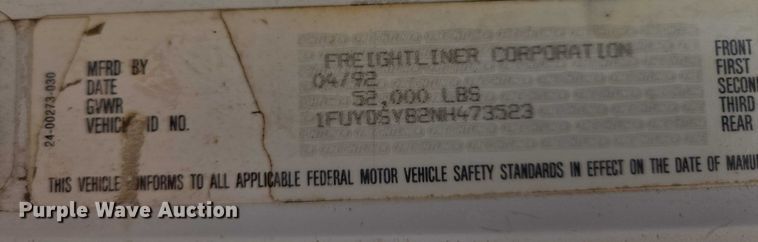 MFRD BY FREIGHTLINER CORPORATION
DATE 04/92
GVWR 52,000 LBS
VEHICLE ID NO. 1FUYDSYB2NH473523
24-00273-030
FRONT
FIRST
SECON
THIRD
REAR
THIS VEHICLE CONFORMS TO ALL APPLICABLE FEDERAL MOTOR VEHICLE SAFETY STANDARDS IN EFFECT ON THE DATE OF MANU
Purple Wave Auction